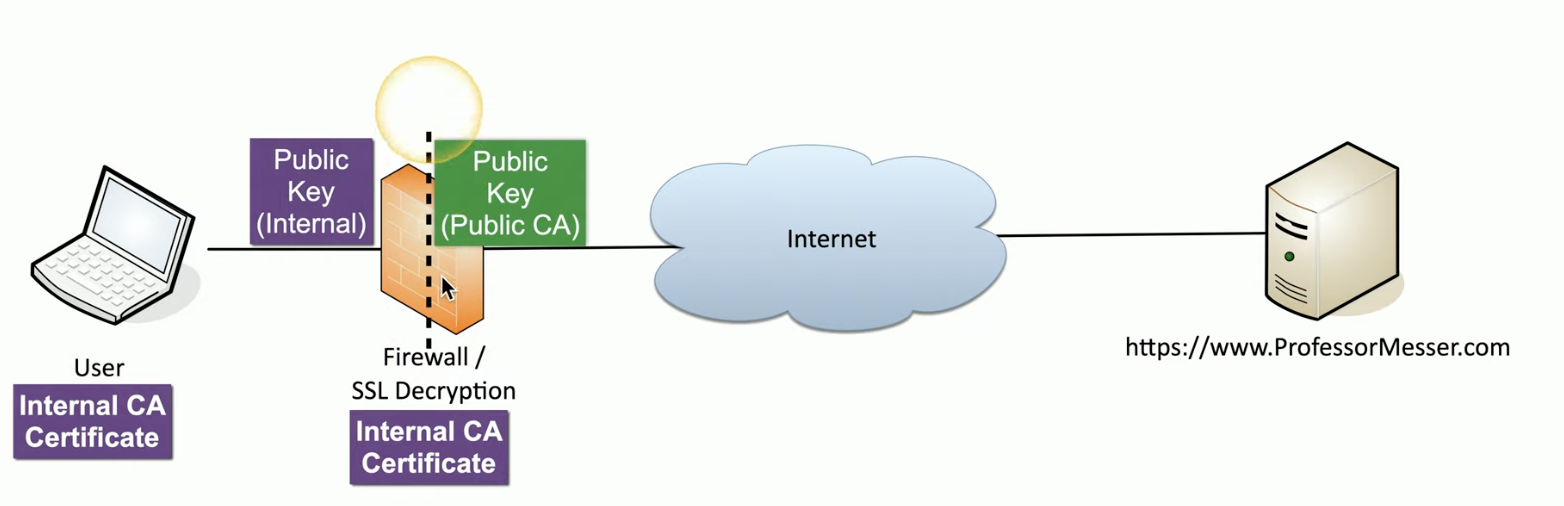 Public
Key
(Internal)
Public
Key
(Public CA)
Internet
User
Internal CA
Certificate
Firewall /
SSL Decryption
Internal CA
Certificate
https://www.ProfessorMesser.com